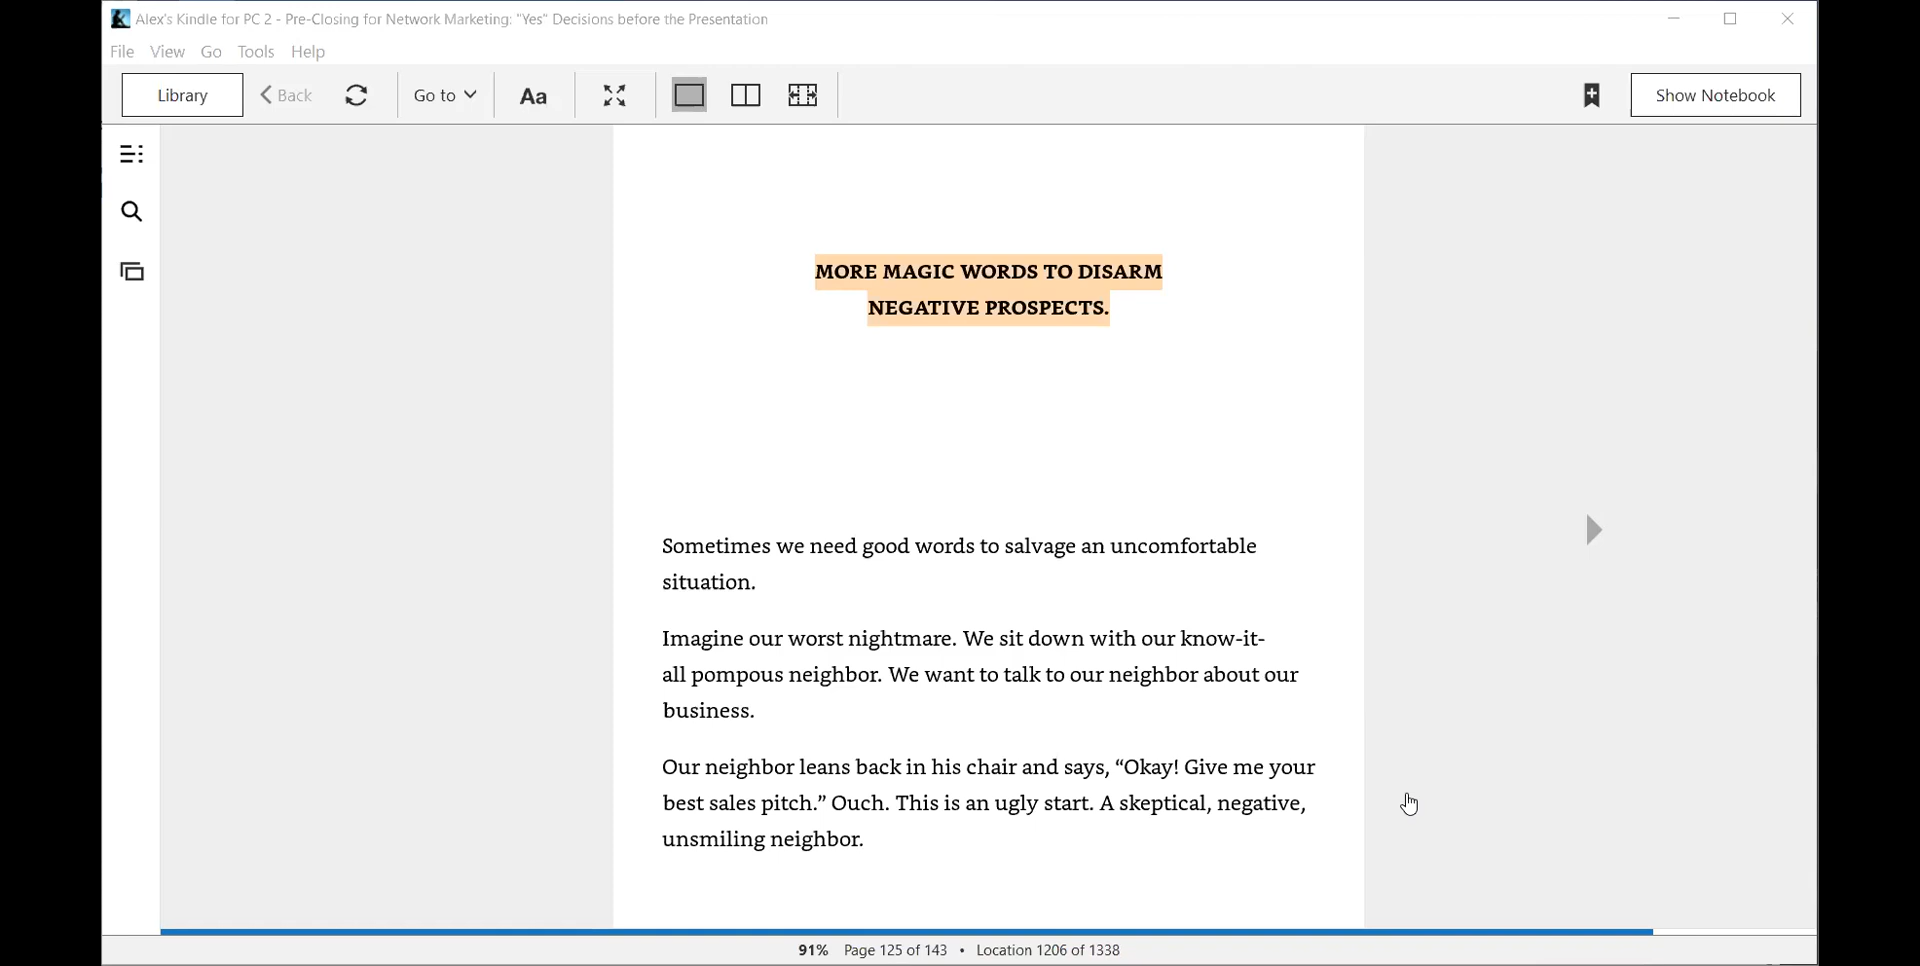 Alex's Kindle for PC 2 - Pre-Closing for Network Marketing: "Yes" Decisions before the Presentation
File View Go Tools Help
Library Back Go to Aa Show Notebook
MORE MAGIC WORDS TO DISARM
NEGATIVE PROSPECTS.
Sometimes we need good words to salvage an uncomfortable
situation.
Imagine our worst nightmare. We sit down with our know-it-
all pompous neighbor. We want to talk to our neighbor about our
business.
Our neighbor leans back in his chair and says, “Okay! Give me your
best sales pitch.” Ouch. This is an ugly start. A skeptical, negative,
unsmiling neighbor.
91% Page 125 of 143 • Location 1206 of 1338